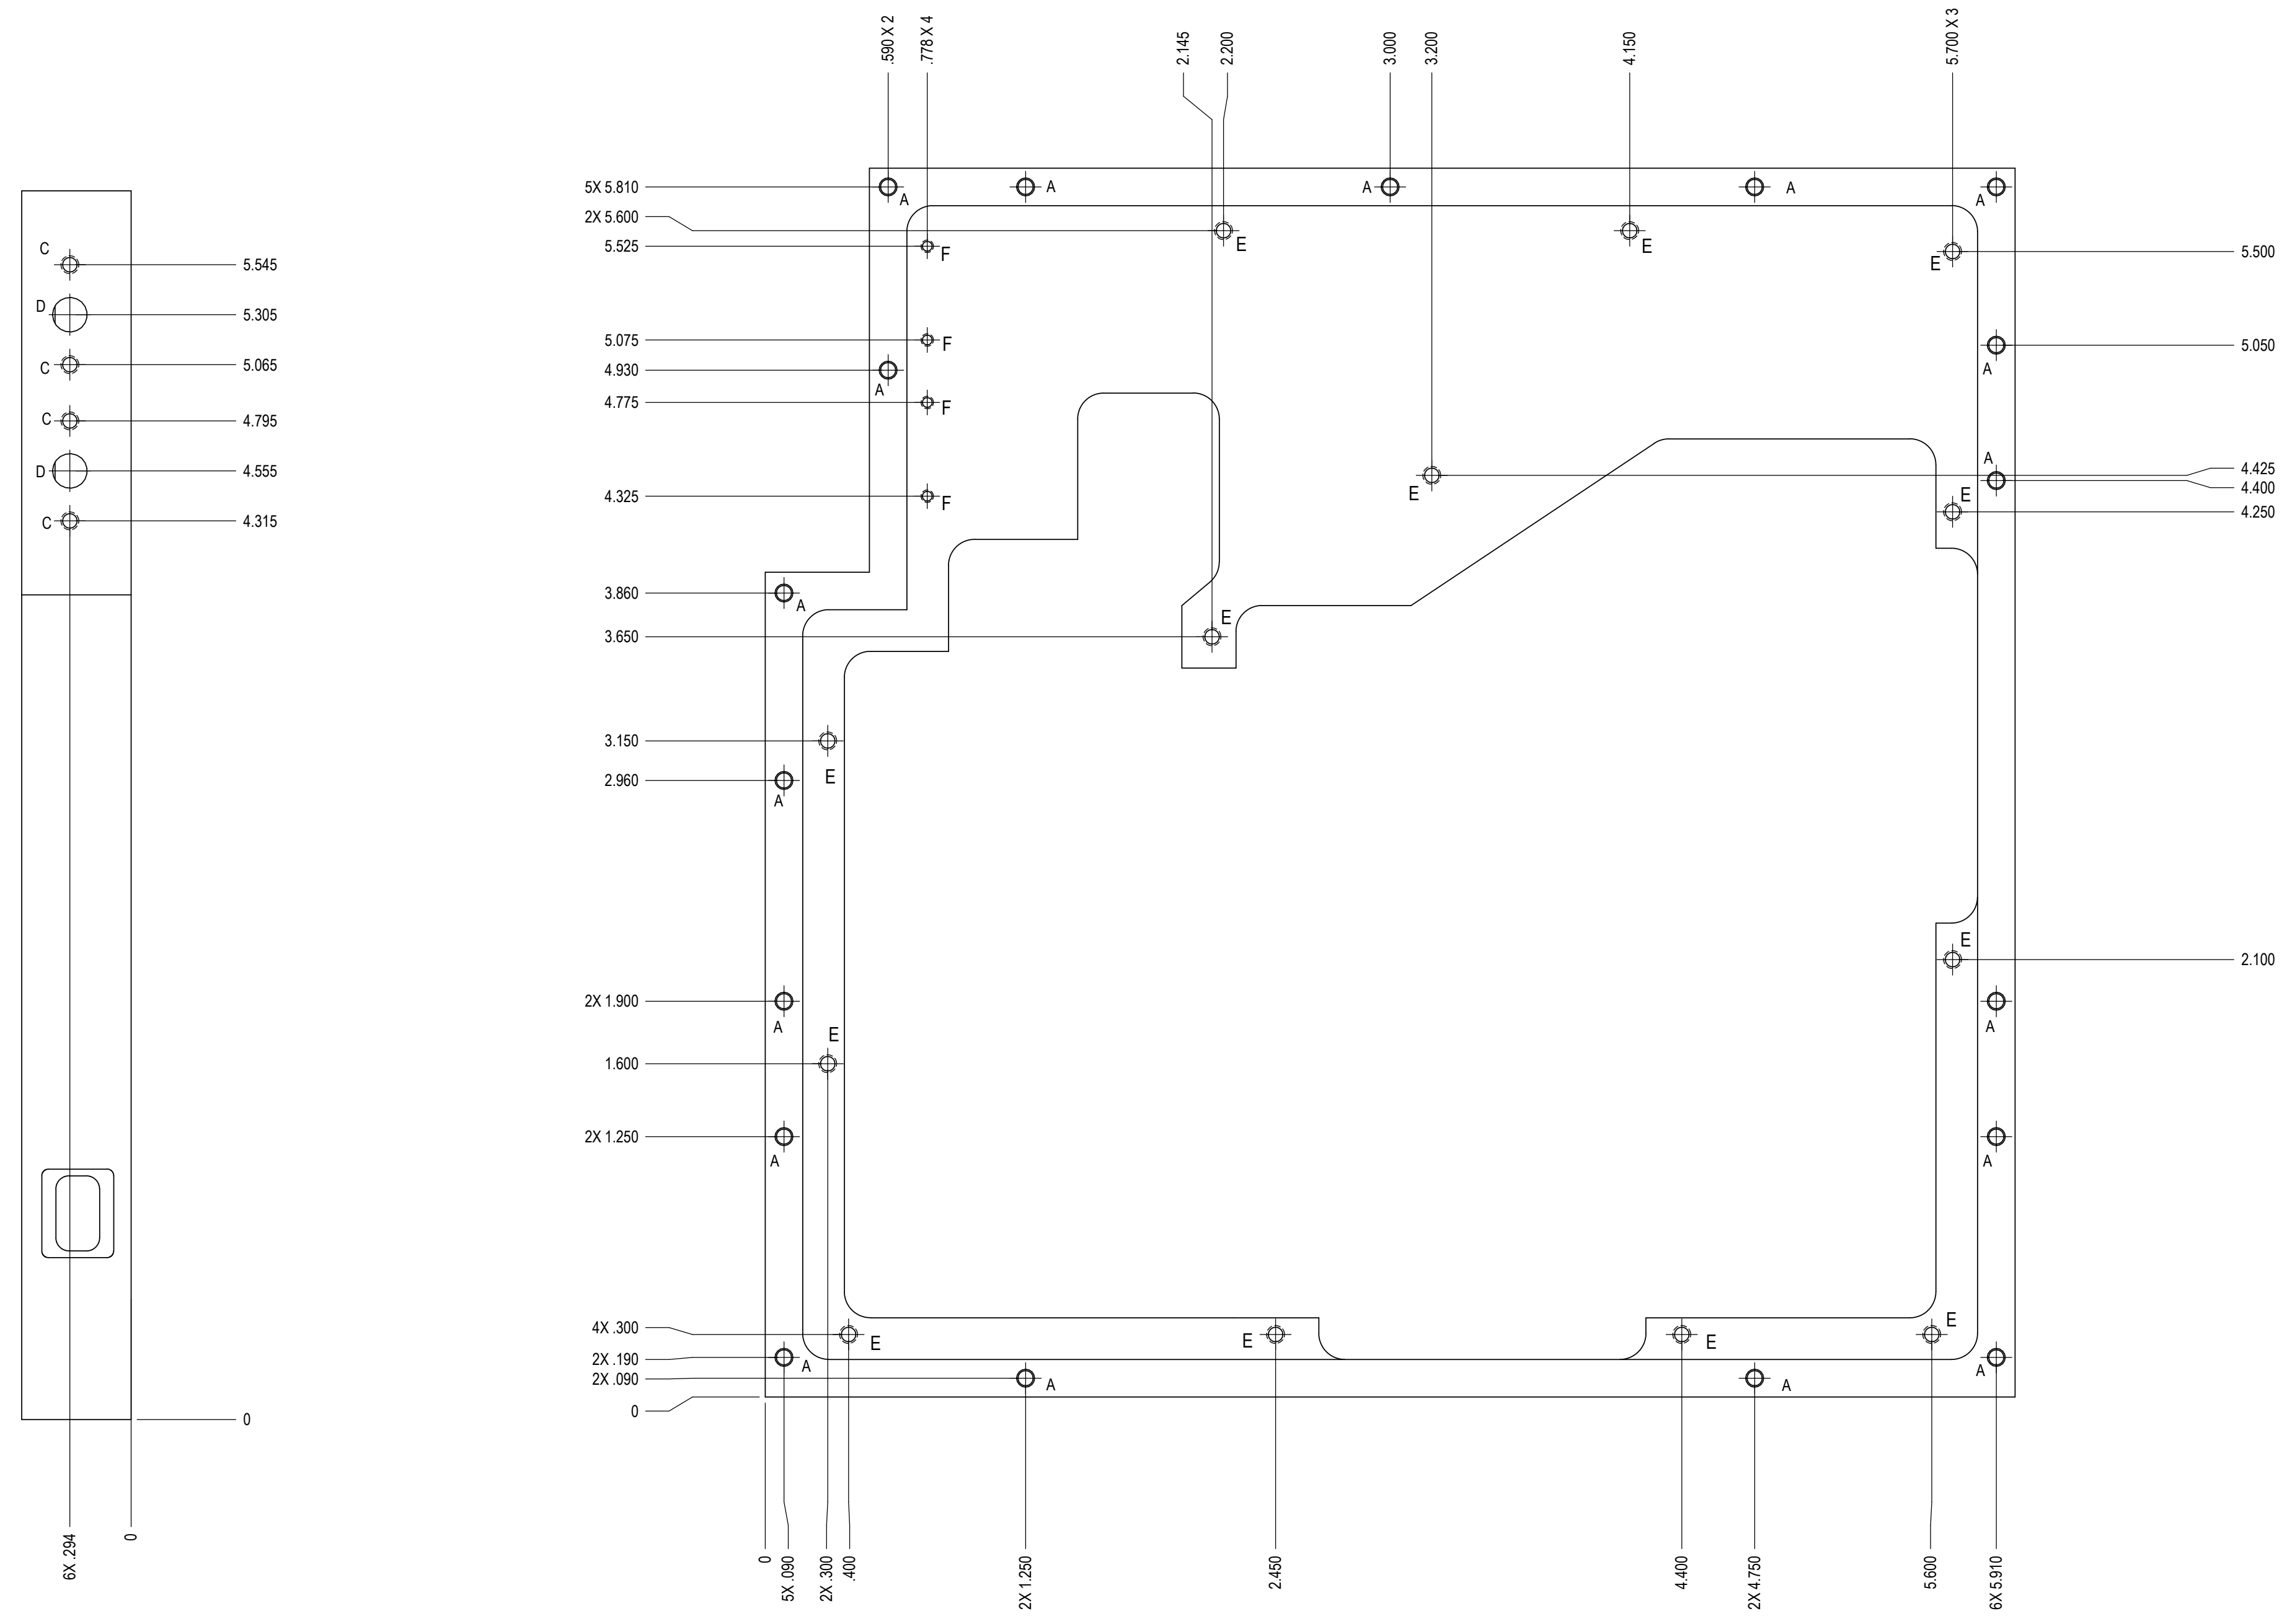 .590 X 2
.778 X 4
2.145
2.200
3.000
3.200
4.150
5.700 X 3
C
5.545
D
5.305
C
5.065
C
4.795
D
4.555
C
4.315
0
6X .294
0
5X 5.810
2X 5.600
5.525
5.075
4.930
4.775
4.325
3.860
3.650
3.150
2.960
2X 1.900
1.600
2X 1.250
4X .300
2X .190
2X .090
0
A
A
A
A
A
E
E
E
F
F
A
A
F
A
E
E
F
A
E
E
E
A
E
A
A
E
A
A
A
E
E
E
E
A
A
A
A
5.500
5.050
4.425
4.400
4.250
2.100
0
5X .090
2X .300
.400
2X 1.250
2.450
4.400
2X 4.750
5.600
6X 5.910